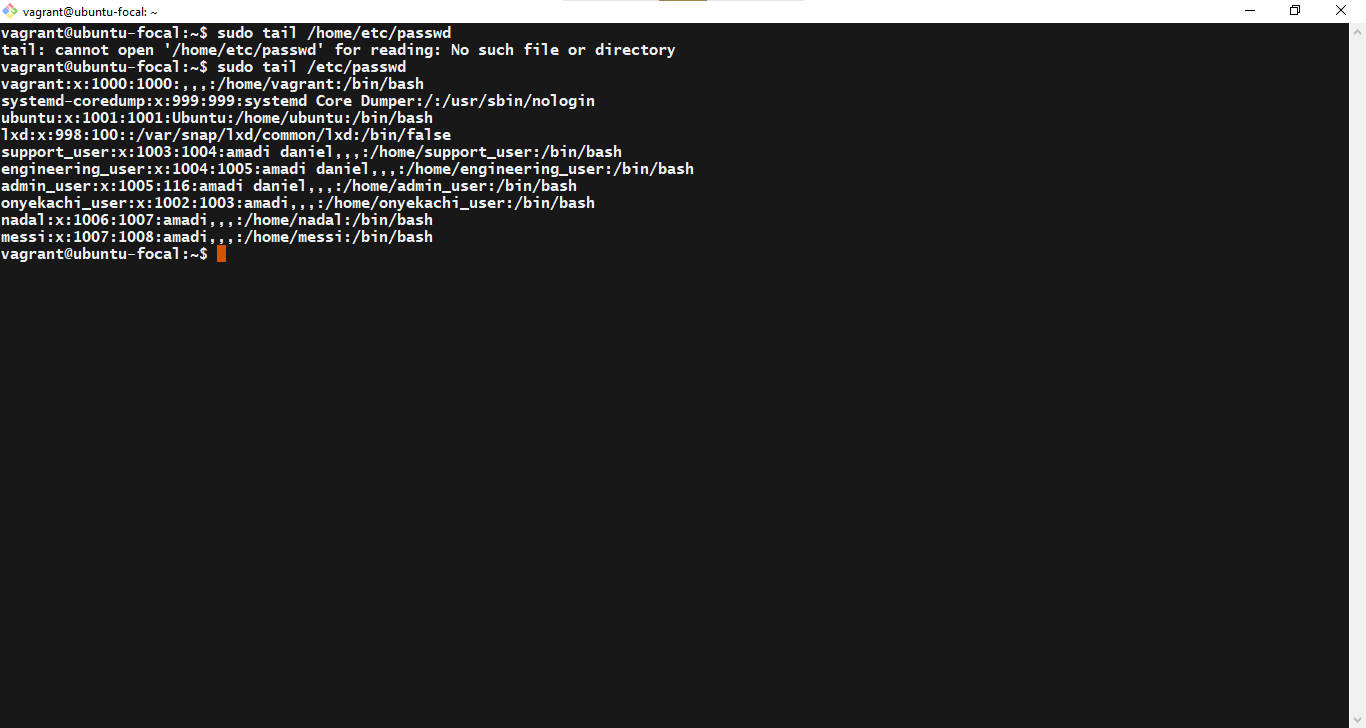 vagrant@ubuntu-focal: ~
vagrant@ubuntu-focal:~$ sudo tail /home/etc/passwd
tail: cannot open '/home/etc/passwd' for reading: No such file or directory
vagrant@ubuntu-focal:~$ sudo tail /etc/passwd
vagrant:x:1000:1000:,,,:/home/vagrant:/bin/bash
systemd-coredump:x:999:999:systemd Core Dumper:/:/usr/sbin/nologin
ubuntu:x:1001:1001:Ubuntu:/home/ubuntu:/bin/bash
lxd:x:998:100::/var/snap/lxd/common/lxd:/bin/false
support_user:x:1003:1004:amadi daniel,,,:/home/support_user:/bin/bash
engineering_user:x:1004:1005:amadi daniel,,,:/home/engineering_user:/bin/bash
admin_user:x:1005:116:amadi daniel,,,:/home/admin_user:/bin/bash
onyekachi_user:x:1002:1003:amadi,,,:/home/onyekachi_user:/bin/bash
nadal:x:1006:1007:amadi,,,:/home/nadal:/bin/bash
messi:x:1007:1008:amadi,,,:/home/messi:/bin/bash
vagrant@ubuntu-focal:~$